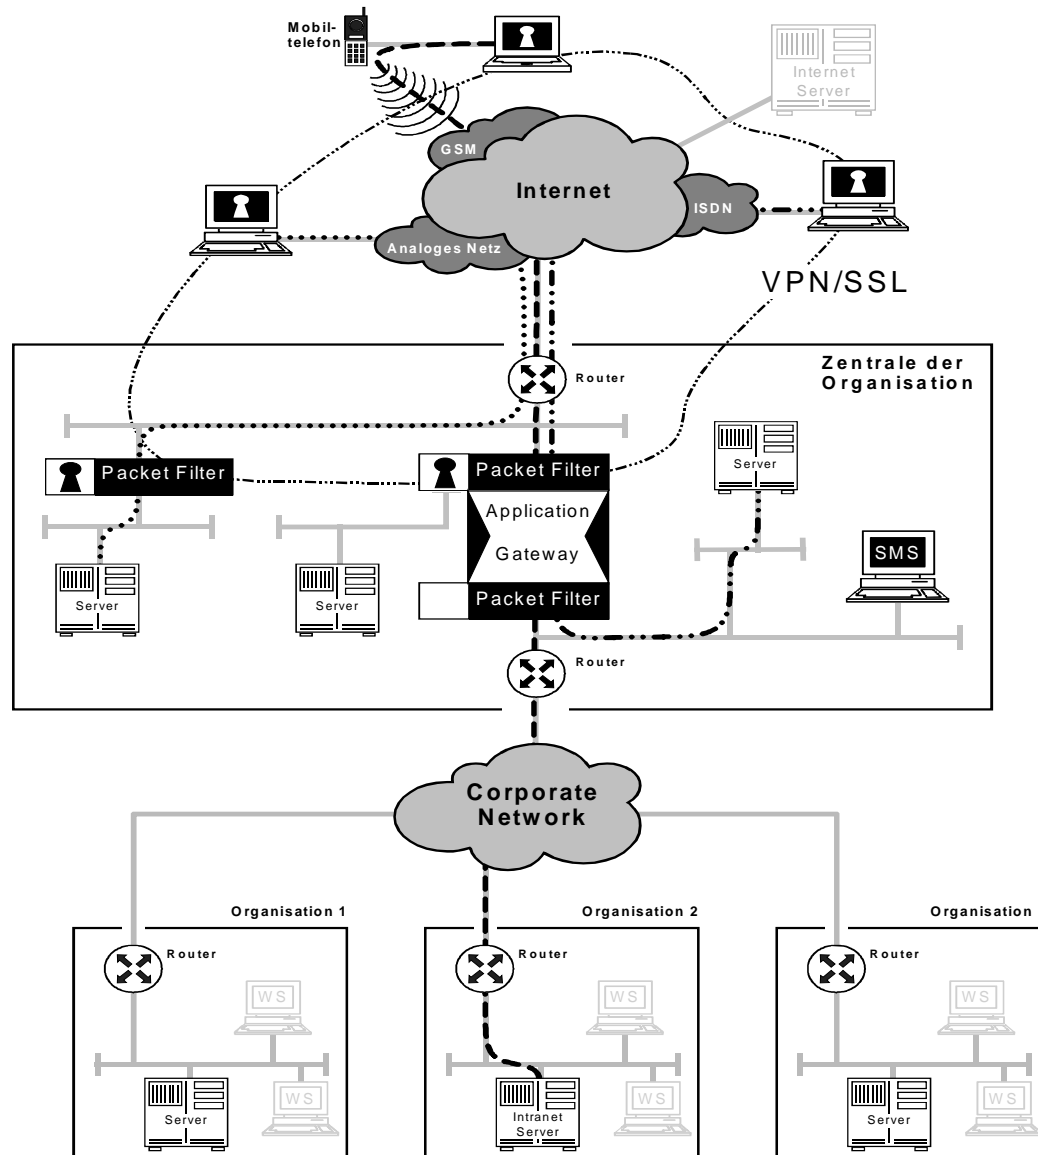 Mobil-
telefon
Internet
Server
GSM
Internet
ISDN
Analoges Netz
VPN/SSL
Zentrale der
Organisation
Router
Packet Filter
Packet Filter
Server
Application
Gateway
SMS
Server
Server
Packet Filter
Router
Corporate
Network
Organisation 1
Organisation 2
Organisation
Router
Router
Router
WS
WS
WS
Server
WS
Intranet
Server
WS
Server
WS